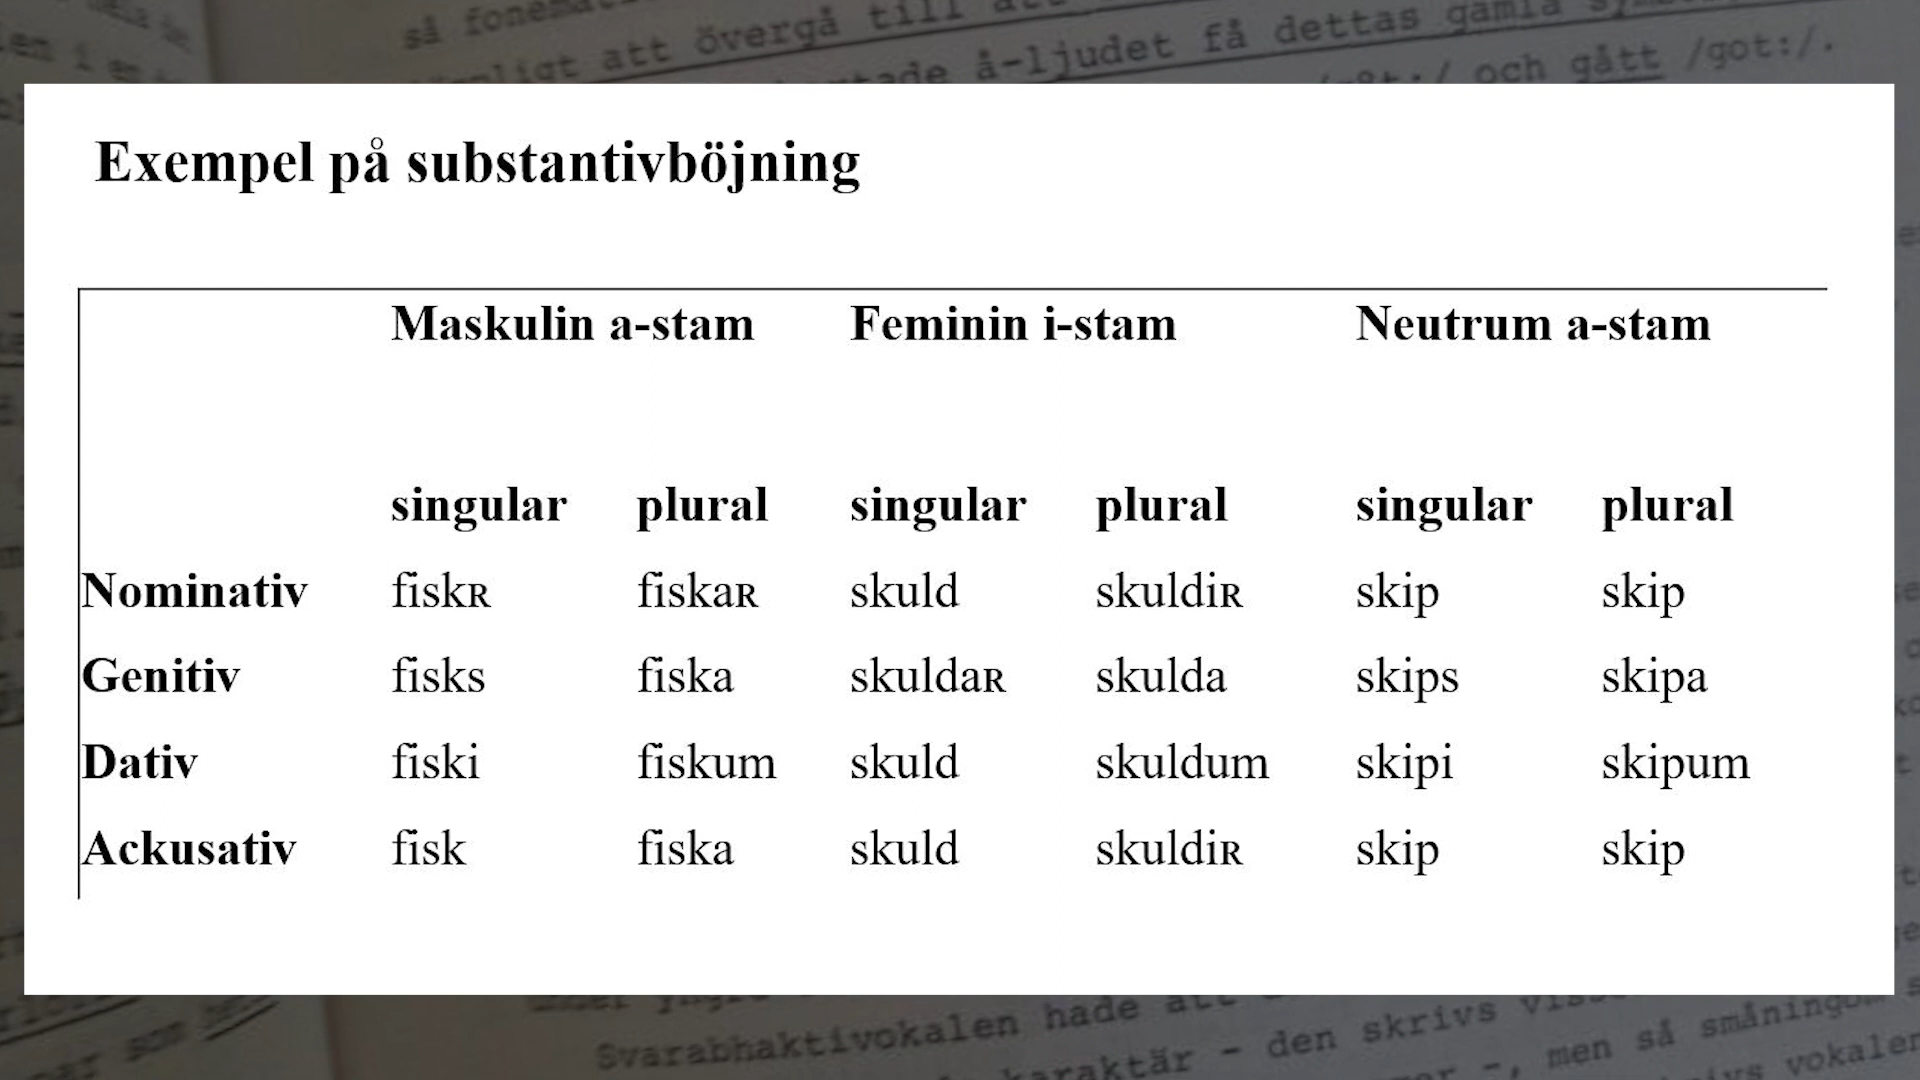 så
att övergå till
å-ljudet få dettas gamla
och gått /got:/.
Exempel på substantivböjning
Maskulin a-stam Feminin i-stam Neutrum a-stam
singular plural singular plural singular plural
Nominativ fiskʀ fiskaʀ skuld skuldiʀ skip skip
Genitiv fisks fiska skuldaʀ skulda skips skipa
Dativ fiski fiskum skuld skuldum skipi skipum
Ackusativ fisk fiska skuld skuldiʀ skip skip
Svarabhaktivokalen hade
- den skrivs
men så småningom
vokalen